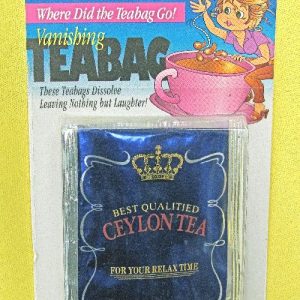 Where Did the Teabag Go!
Vanishing
TEABAG
These Teabags Dissolve
Leaving Nothing but Laughter!
BEST QUALITIED
CEYLON TEA
FOR YOUR RELAX TIME